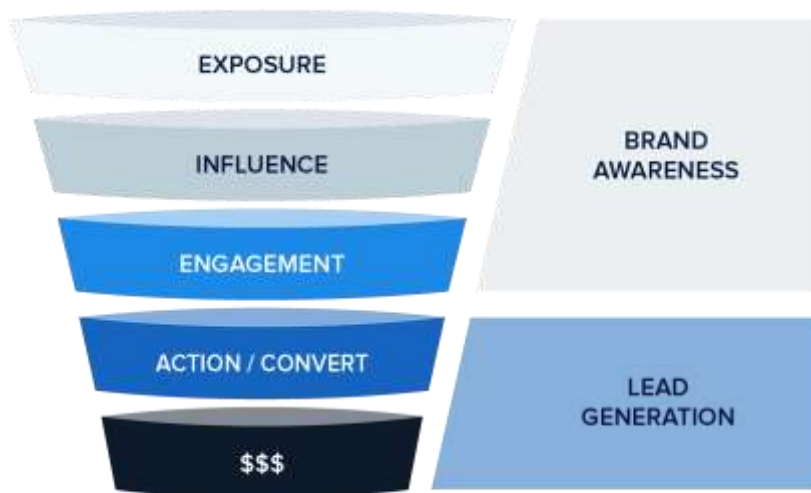 EXPOSURE
INFLUENCE
ENGAGEMENT
ACTION / CONVERT
$$$
BRAND
AWARENESS
LEAD
GENERATION